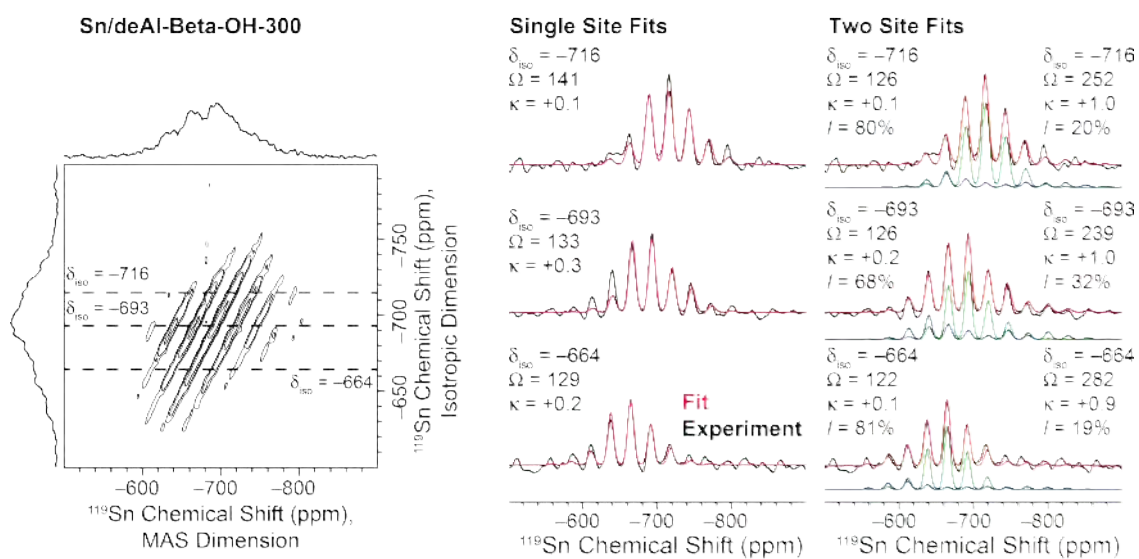 Sn/deAl-Beta-OH-300
δiso = −716
δiso = −693
δiso = −664
−750
−700
−650
¹¹⁹Sn Chemical Shift (ppm),
Isotropic Dimension
−600 −700 −800
¹¹⁹Sn Chemical Shift (ppm),
MAS Dimension
Single Site Fits
δiso = −716
Ω = 141
κ = +0.1
δiso = −693
Ω = 133
κ = +0.3
δiso = −664
Ω = 129
κ = +0.2
Fit
Experiment
−600 −700 −800
¹¹⁹Sn Chemical Shift (ppm)
Two Site Fits
δiso = −716 δiso = −716
Ω = 126 Ω = 252
κ = +0.1 κ = +1.0
I = 80% I = 20%
δiso = −693 δiso = −693
Ω = 126 Ω = 239
κ = +0.2 κ = +1.0
I = 68% I = 32%
δiso = −664 δiso = −664
Ω = 122 Ω = 282
κ = +0.1 κ = +0.9
I = 81% I = 19%
−600 −700 −800
¹¹⁹Sn Chemical Shift (ppm)